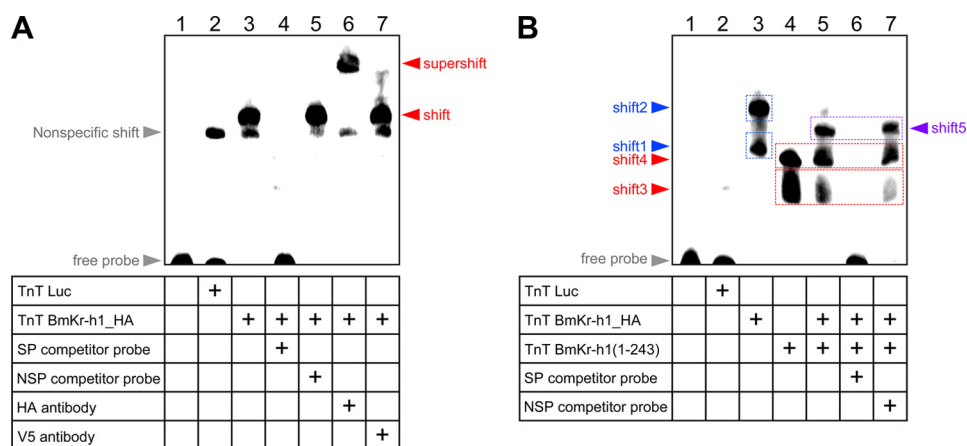 A
1 2 3 4 5 6 7
supershift
shift
Nonspecific shift
free probe
TnT Luc +
TnT BmKr-h1_HA + + + + +
SP competitor probe +
NSP competitor probe +
HA antibody +
V5 antibody +
B
1 2 3 4 5 6 7
shift2
shift5
shift1
shift4
shift3
free probe
TnT Luc +
TnT BmKr-h1_HA + + + +
TnT BmKr-h1(1-243) + + + +
SP competitor probe +
NSP competitor probe +